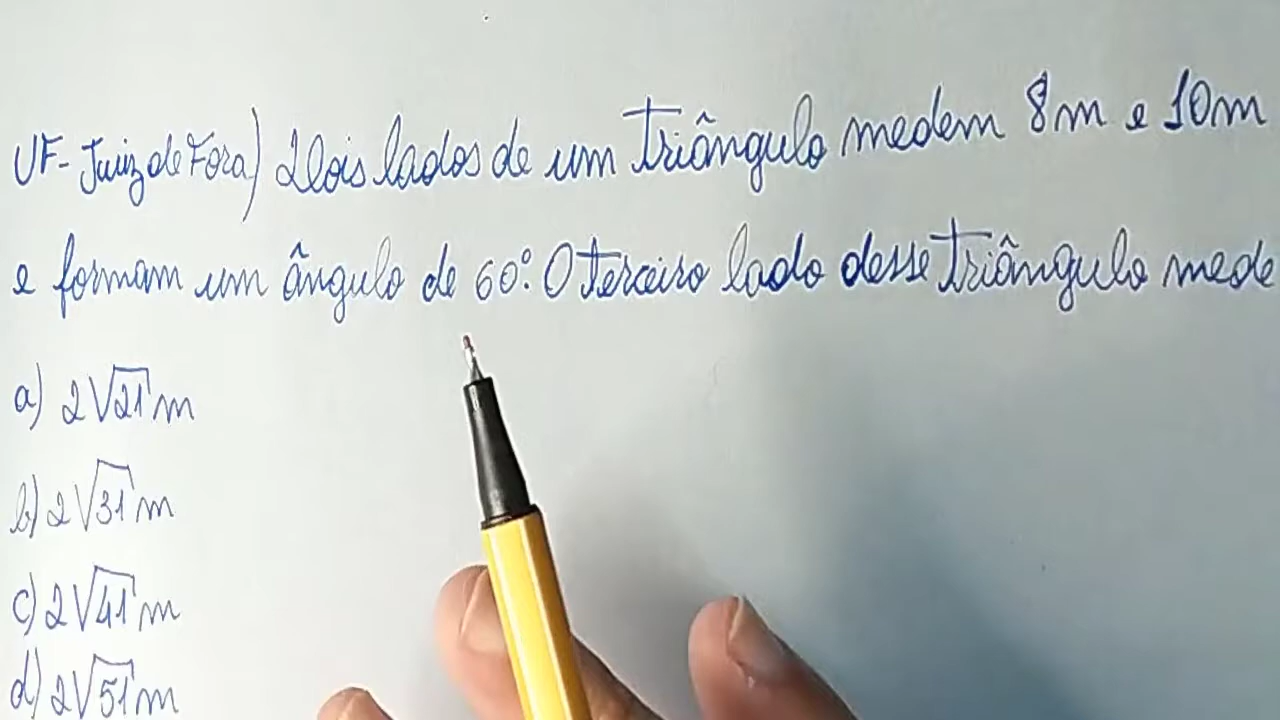 UF-Juiz de Fora) Dois lados de um triângulo medem 8m e 10m
e formam um ângulo de 60°. O terceiro lado desse triângulo mede
a) 2√21 m
b) 2√31 m
c) 2√41 m
d) 2√51 m